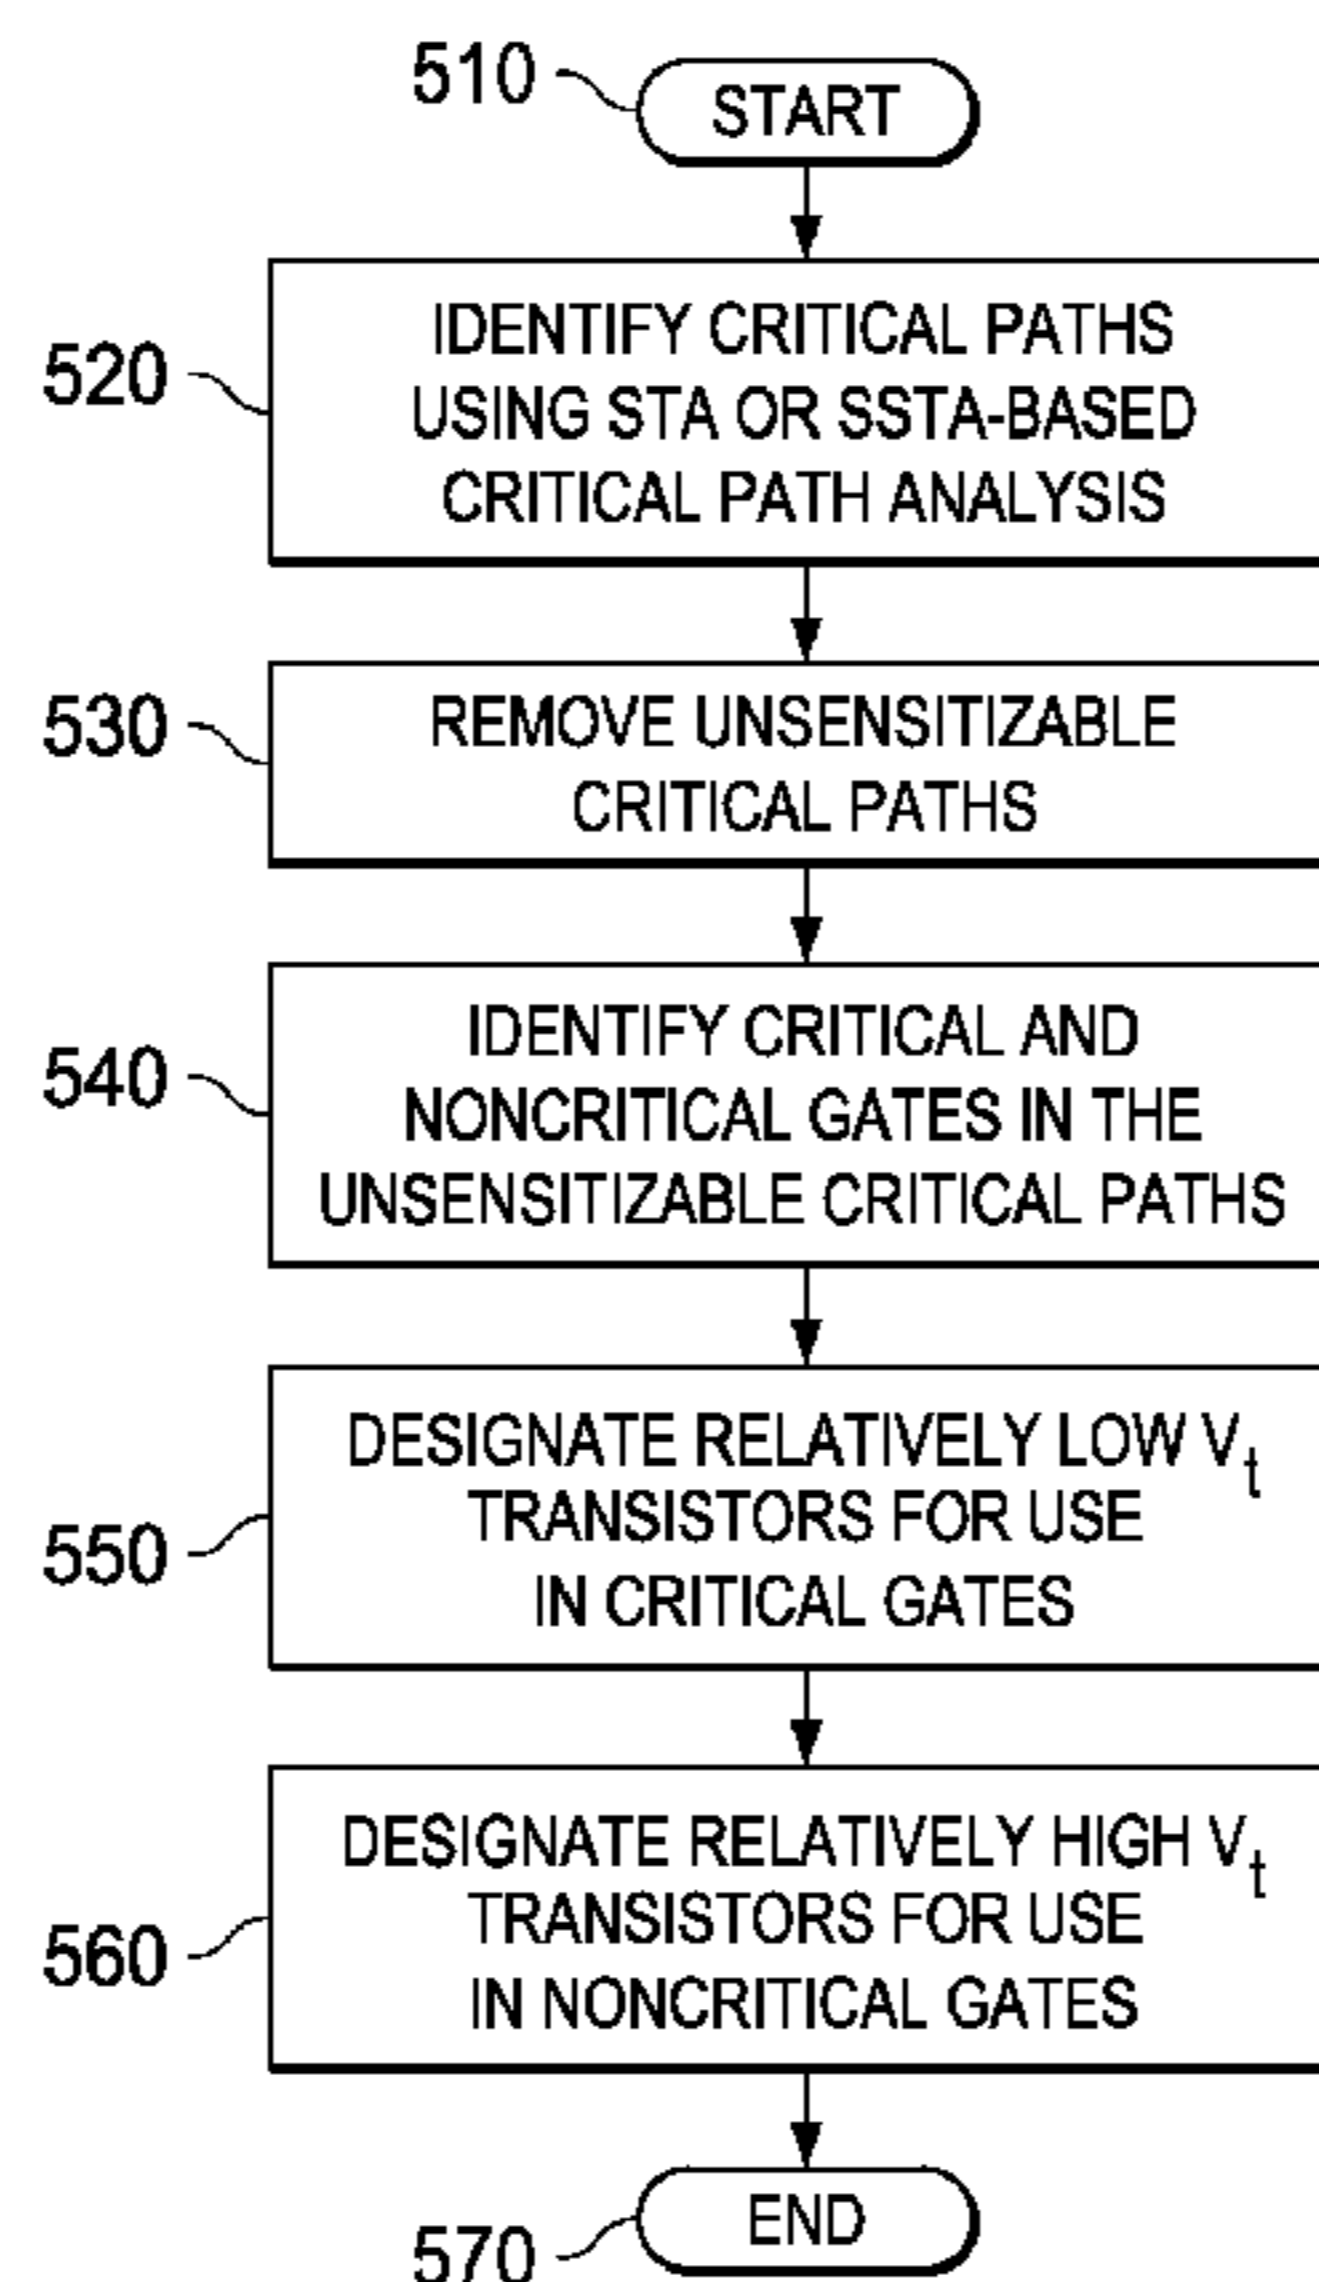 510
START
520
IDENTIFY CRITICAL PATHS
USING STA OR SSTA-BASED
CRITICAL PATH ANALYSIS
530
REMOVE UNSENSITIZABLE
CRITICAL PATHS
540
IDENTIFY CRITICAL AND
NONCRITICAL GATES IN THE
UNSENSITIZABLE CRITICAL PATHS
550
DESIGNATE RELATIVELY LOW Vt
TRANSISTORS FOR USE
IN CRITICAL GATES
560
DESIGNATE RELATIVELY HIGH Vt
TRANSISTORS FOR USE
IN NONCRITICAL GATES
570
END